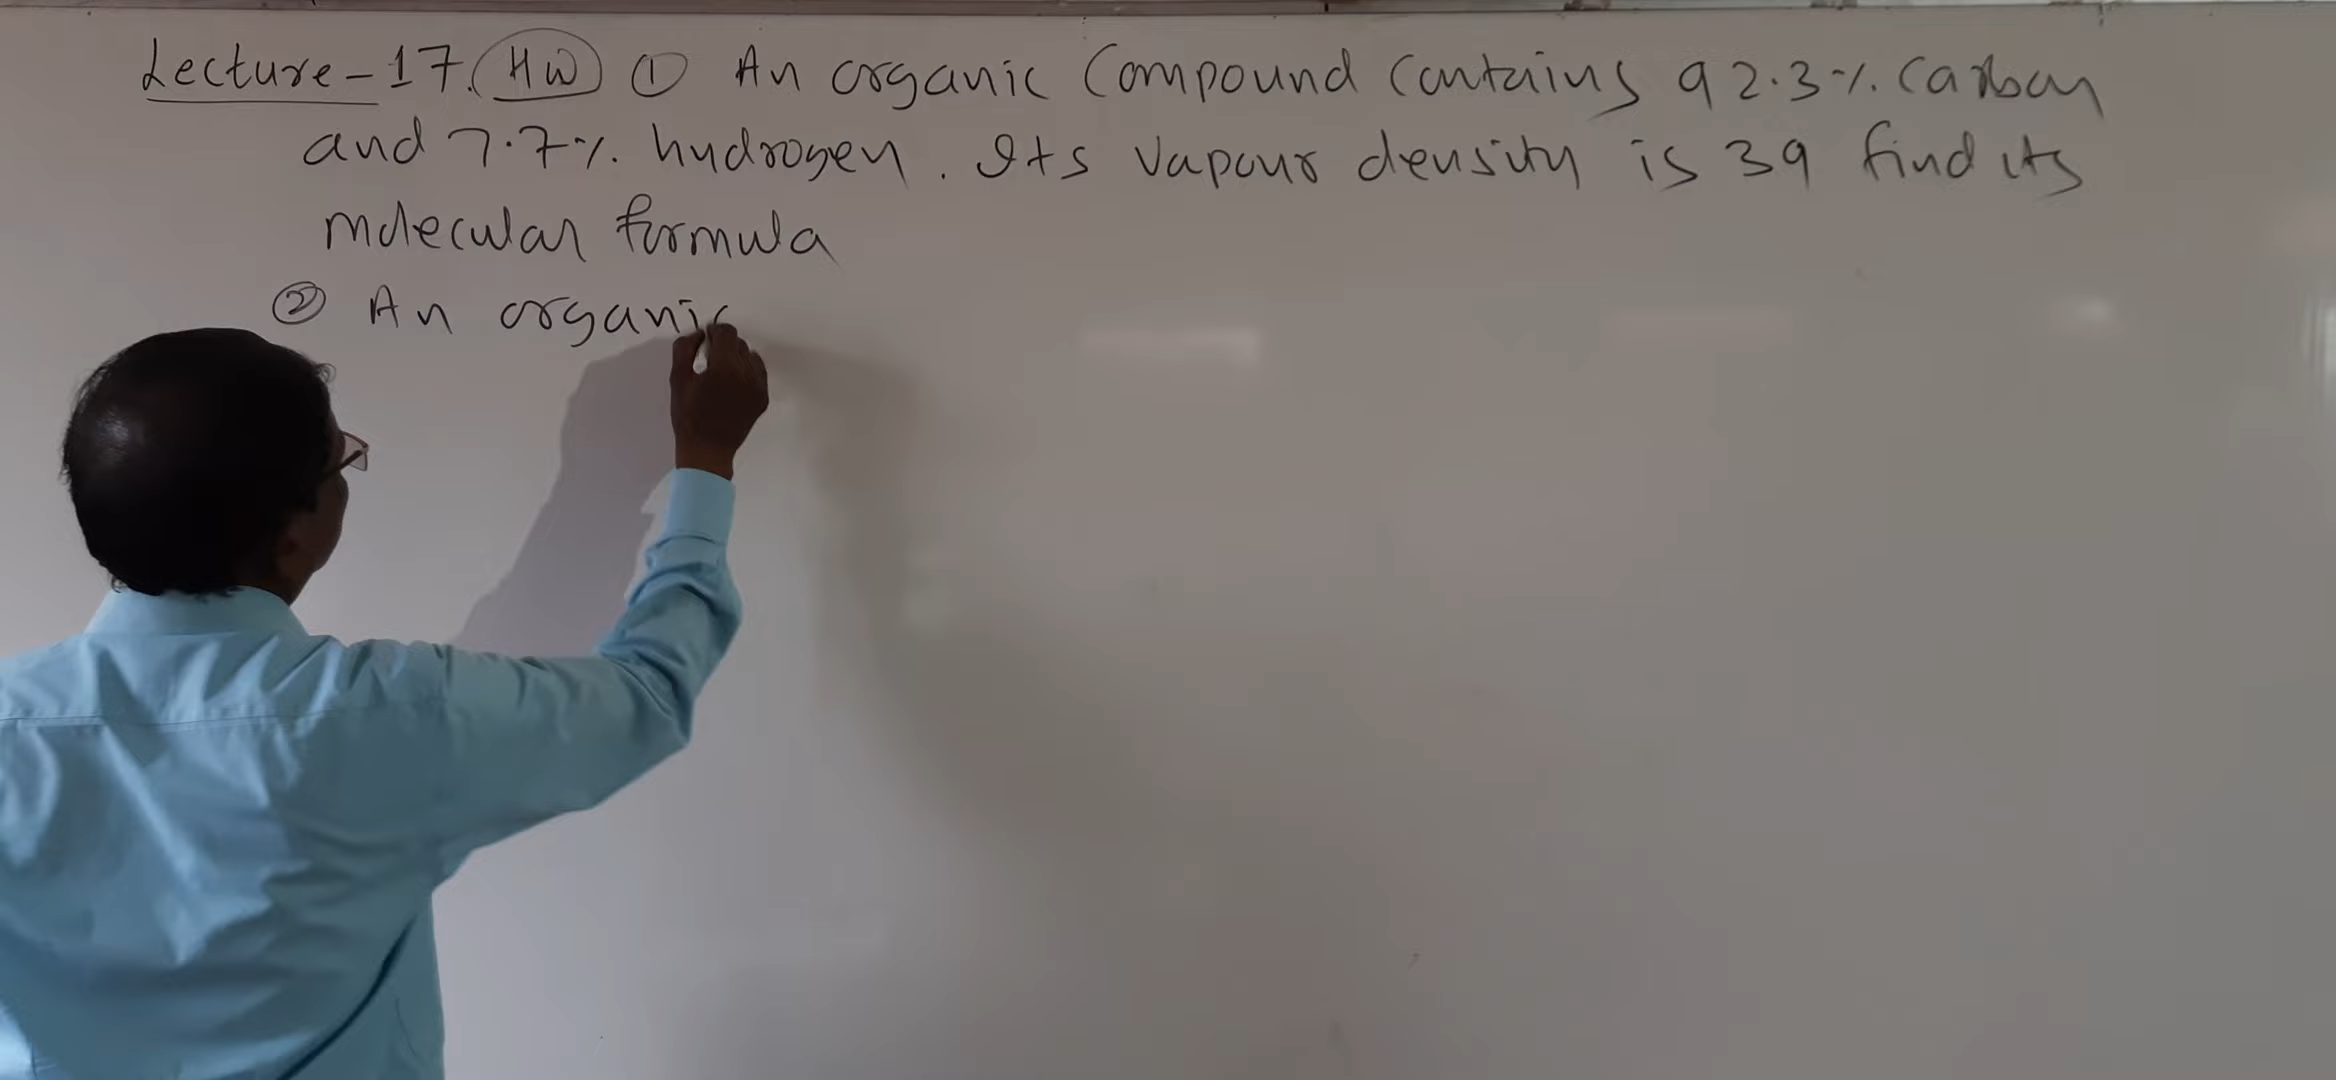 Lecture-17. HW ① An organic Compound Contains 92.3%. Carbon
and 7.7%. hydrogen. Its vapour density is 39 find its
molecular formula
② An organic